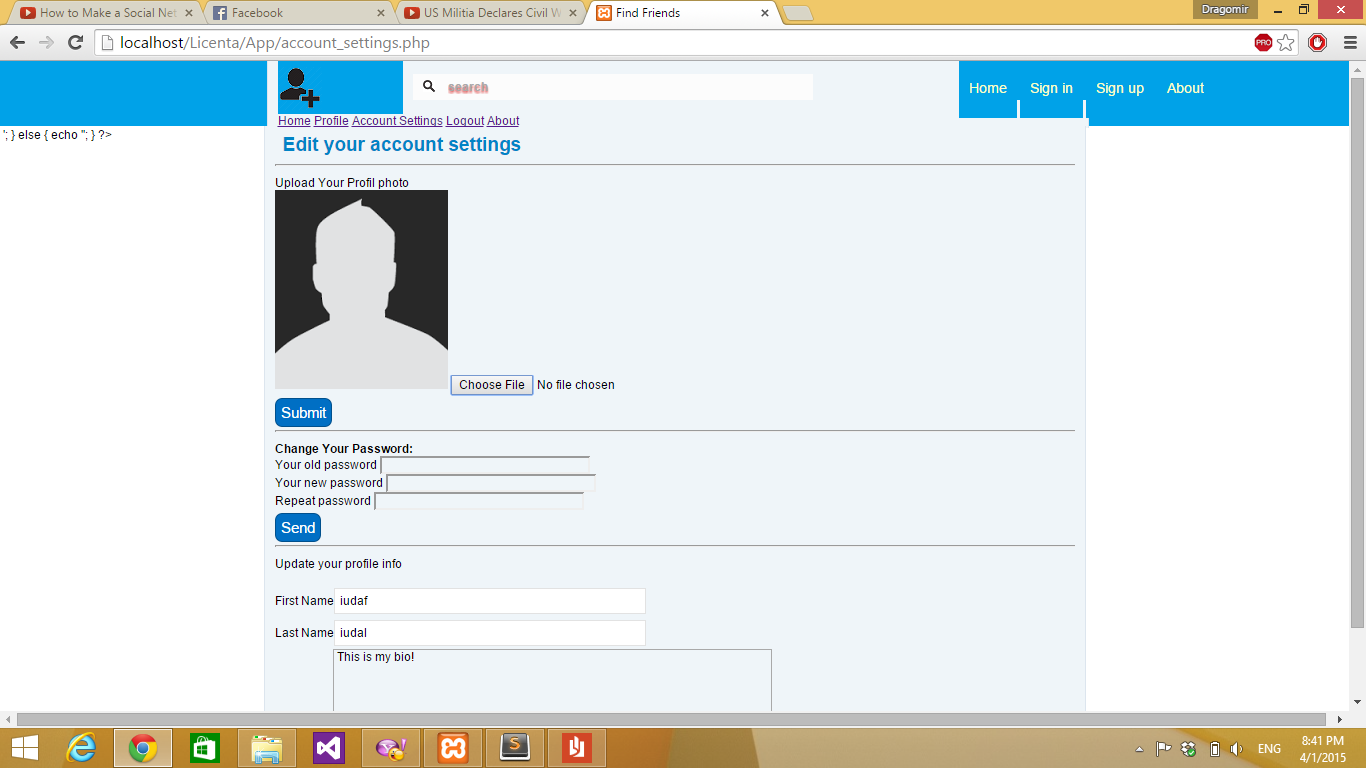 How to Make a Social Net
Facebook
US Militia Declares Civil W
Find Friends
Dragomir
localhost/Licenta/App/account_settings.php
PRO
search
Home Sign in Sign up About
Home Profile Account Settings Logout About
'; } else { echo ''; } ?>
Edit your account settings
Upload Your Profil photo
Choose File No file chosen
Submit
Change Your Password:
Your old password
Your new password
Repeat password
Send
Update your profile info
First Name iudaf
Last Name iudal
This is my bio!
ENG
8:41 PM
4/1/2015